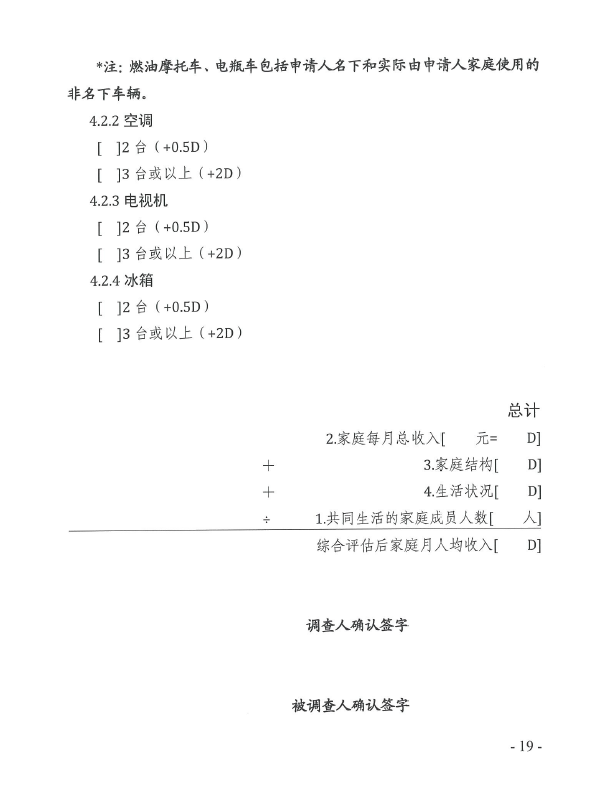 *注：燃油摩托车、电瓶车包括申请人名下和实际由申请人家庭使用的
非名下车辆。
4.2.2 空调
[　]2 台（+0.5D）
[　]3 台或以上（+2D）
4.2.3 电视机
[　]2 台（+0.5D）
[　]3 台或以上（+2D）
4.2.4 冰箱
[　]2 台（+0.5D）
[　]3 台或以上（+2D）
总计
2.家庭每月总收入[　　元=　　D]
＋　3.家庭结构[　　D]
＋　4.生活状况[　　D]
÷　1.共同生活的家庭成员人数[　　人]
综合评估后家庭月人均收入[　　D]
调查人确认签字
被调查人确认签字
- 19 -